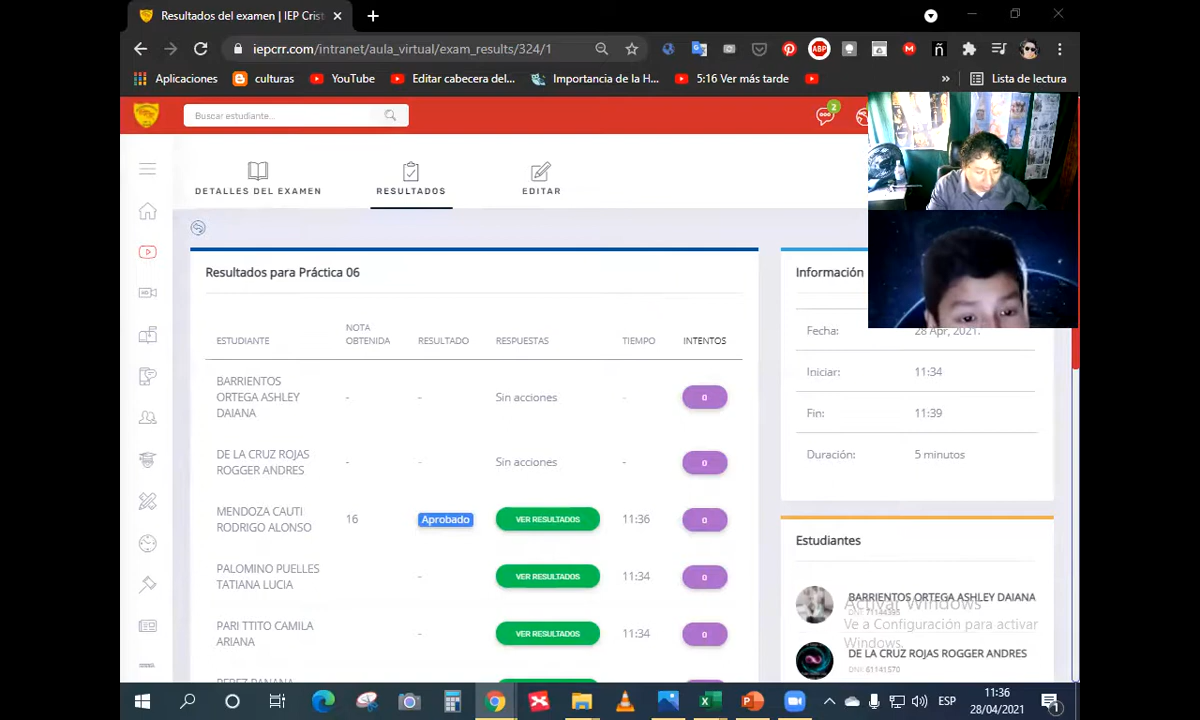 Resultados del examen | IEP Crist
iepcrr.com/intranet/aula_virtual/exam_results/324/1
ABP
M
ñ
Aplicaciones
culturas
YouTube
Editar cabecera del...
Importancia de la H...
5:16 Ver más tarde
»
Lista de lectura
Buscar estudiante...
2
DETALLES DEL EXAMEN
RESULTADOS
EDITAR
Resultados para Práctica 06
ESTUDIANTE
NOTA OBTENIDA
RESULTADO
RESPUESTAS
TIEMPO
INTENTOS
BARRIENTOS
ORTEGA ASHLEY
DAIANA
-
-
Sin acciones
-
0
DE LA CRUZ ROJAS
ROGGER ANDRES
-
-
Sin acciones
-
0
MENDOZA CAUTI
RODRIGO ALONSO
16
Aprobado
VER RESULTADOS
11:36
0
PALOMINO PUELLES
TATIANA LUCIA
-
VER RESULTADOS
11:34
0
PARI TTITO CAMILA
ARIANA
-
VER RESULTADOS
11:34
0
Información
Fecha:
28 Apr, 2021.
Iniciar:
11:34
Fin:
11:39
Duración:
5 minutos
Estudiantes
BARRIENTOS ORTEGA ASHLEY DAIANA
DNI:
Activar Windows
Ve a Configuración para activar
Windows.
DE LA CRUZ ROJAS ROGGER ANDRES
DNI: 61141570
ESP
11:36
28/04/2021
1